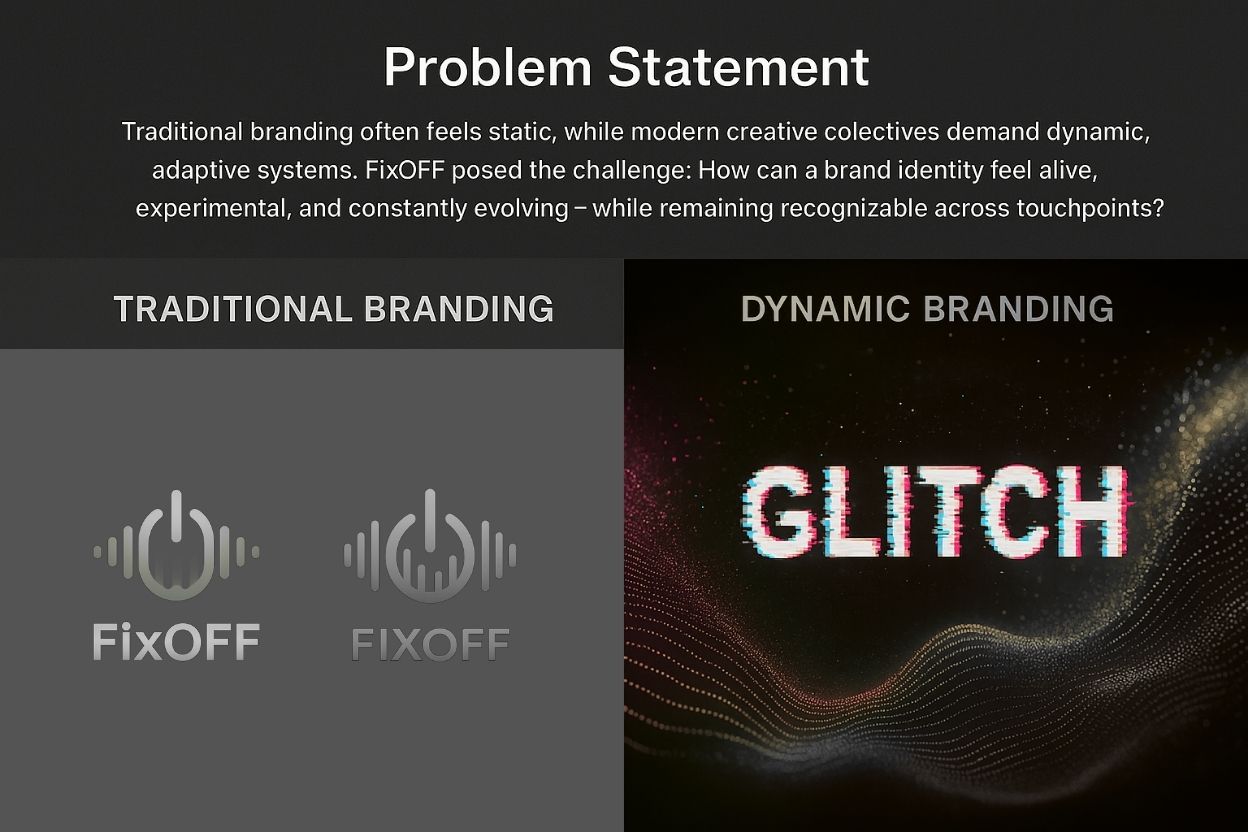 Problem Statement
Traditional branding often feels static, while modern creative colectives demand dynamic,
adaptive systems. FixOFF posed the challenge: How can a brand identity feel alive,
experimental, and constantly evolving – while remaining recognizable across touchpoints?
TRADITIONAL BRANDING
DYNAMIC BRANDING
FixOFF
FIXOFF
GLITCH